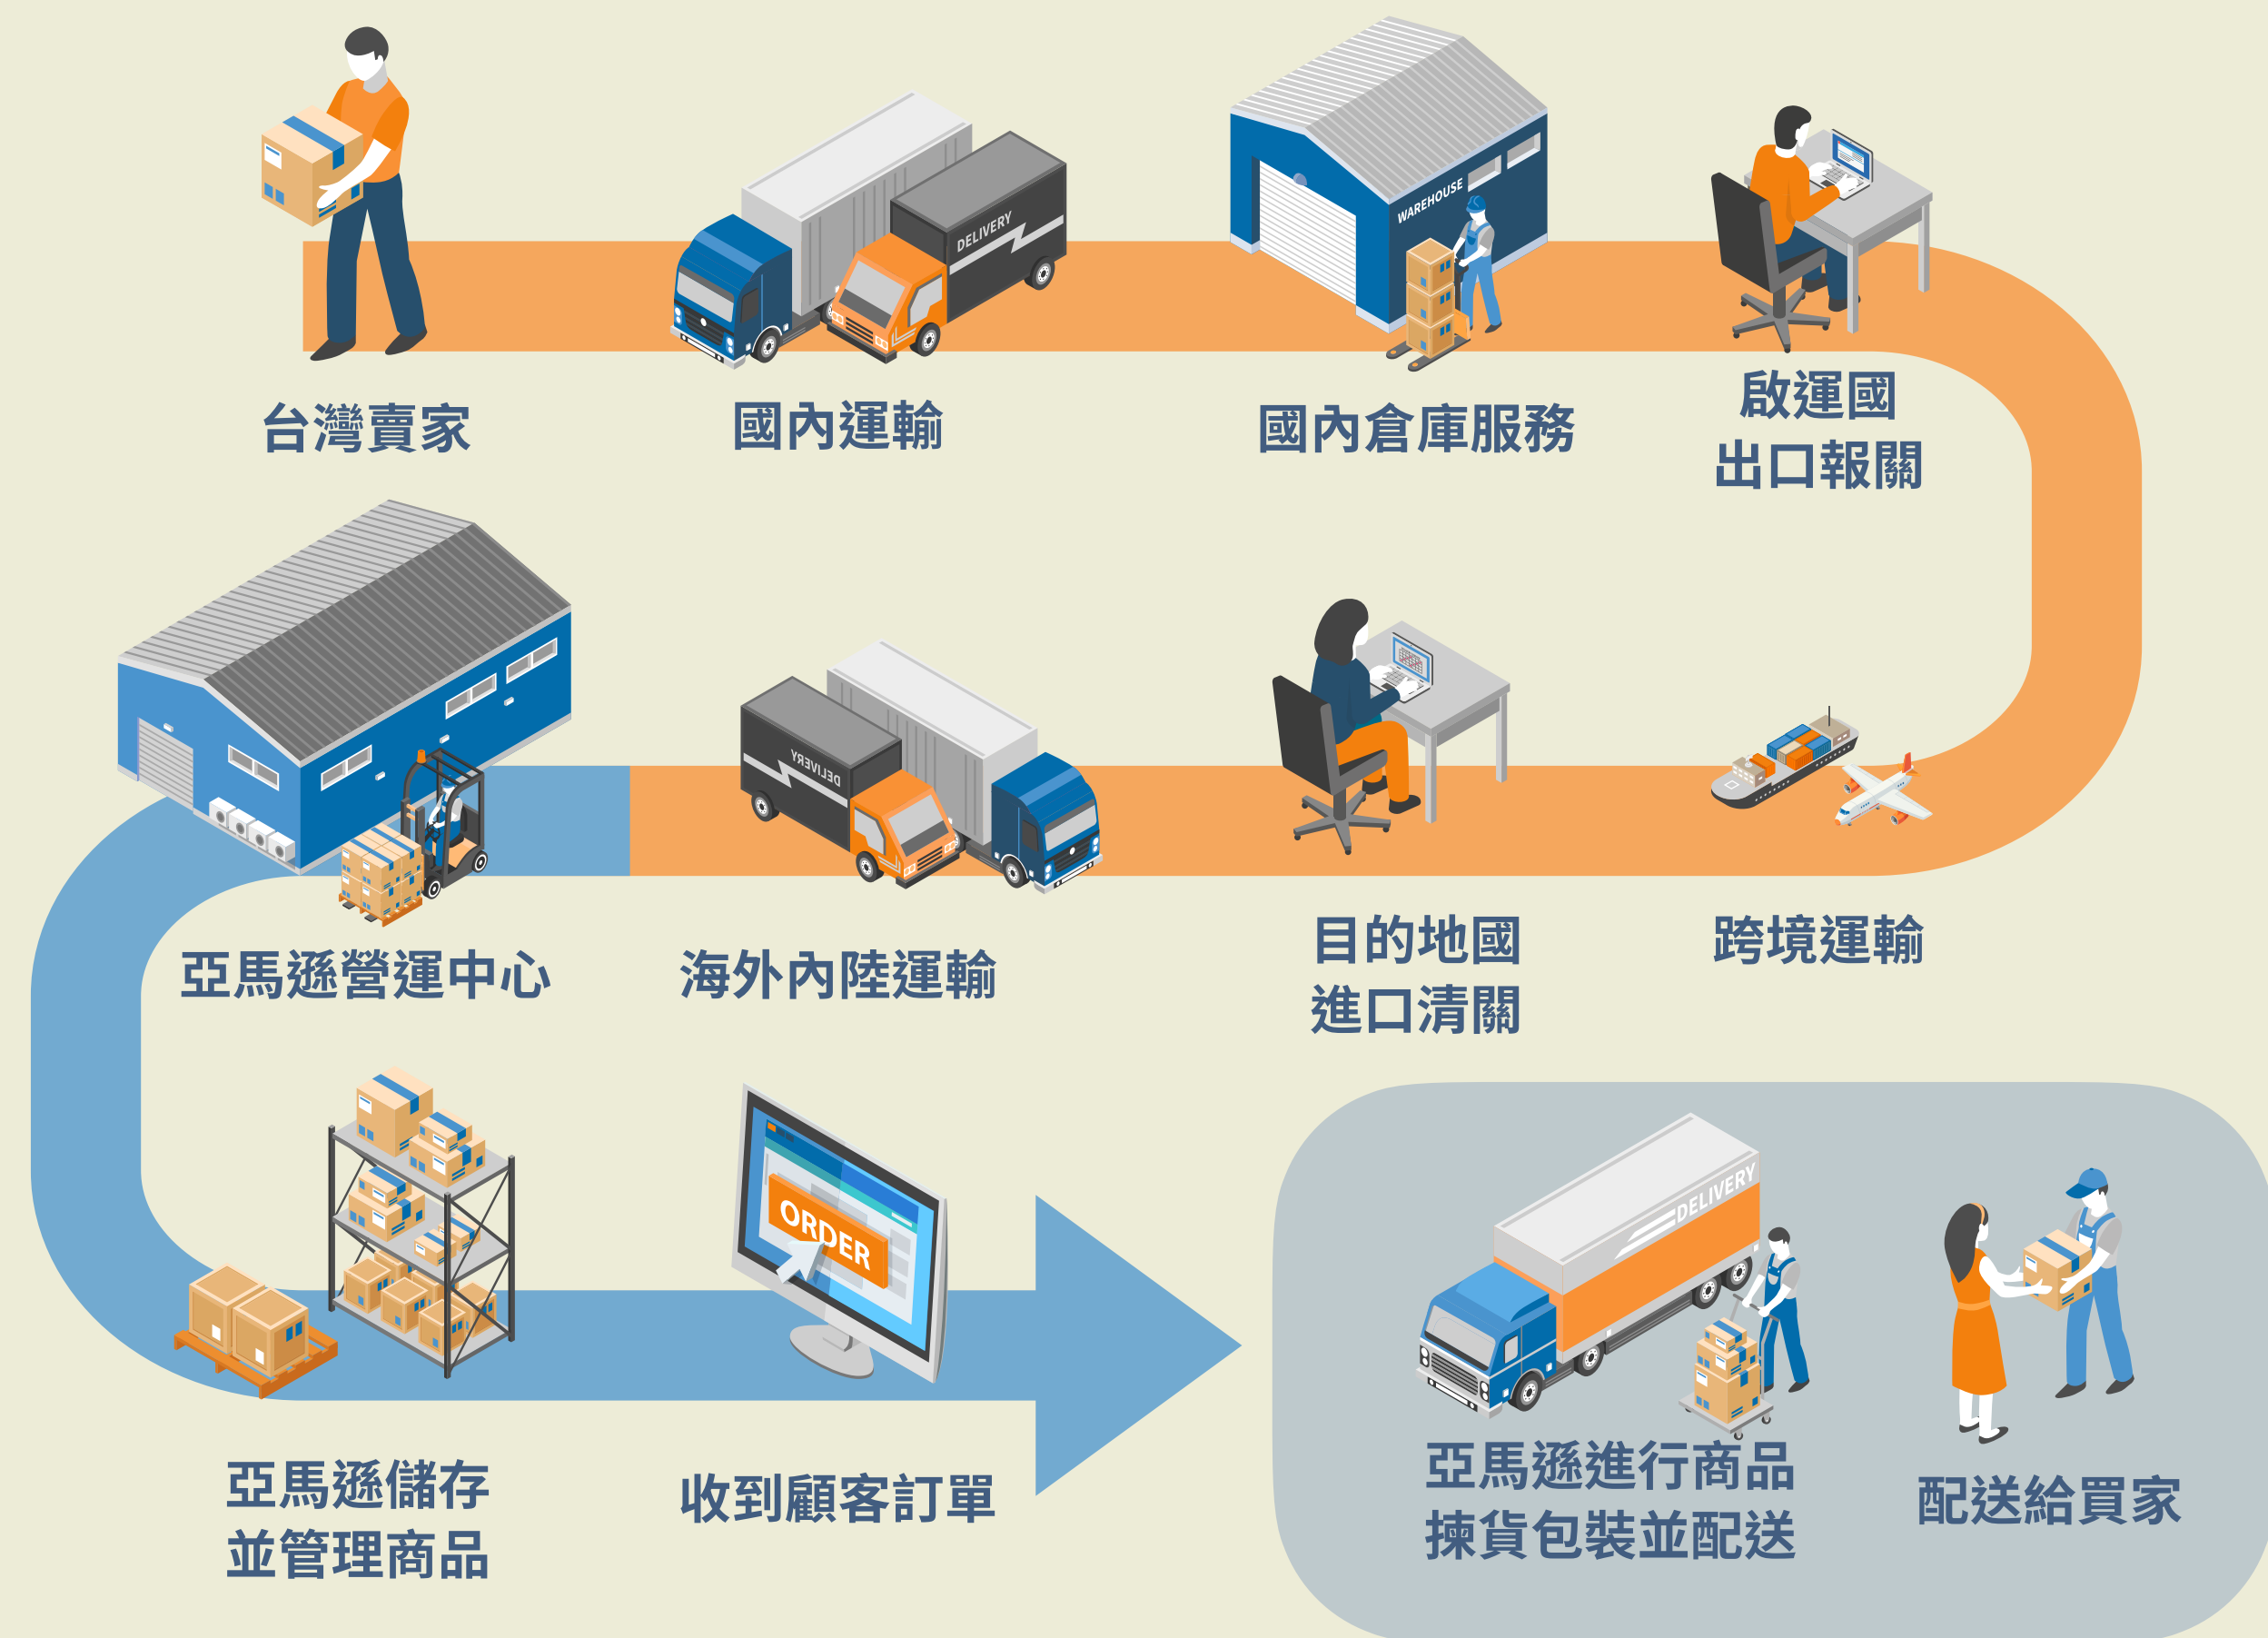 DELIVERY
WAREHOUSE
台灣賣家
國內運輸
國內倉庫服務
啟運國
出口報關
DELIVERY
亞馬遜營運中心
海外內陸運輸
目的地國
進口清關
跨境運輸
ORDER
DELIVERY
亞馬遜儲存
並管理商品
收到顧客訂單
亞馬遜進行商品
揀貨包裝並配送
配送給買家